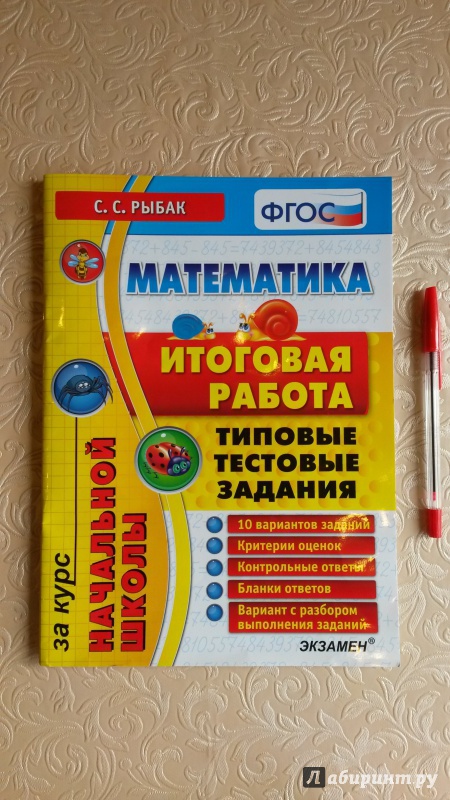 С. С. РЫБАК
ФГОС
МАТЕМАТИКА
ИТОГОВАЯ
РАБОТА
ТИПОВЫЕ
ТЕСТОВЫЕ
ЗАДАНИЯ
за курс
НАЧАЛЬНОЙ
ШКОЛЫ
10 вариантов заданий
Критерии оценок
Контрольные ответы
Бланки ответов
Вариант с разбором
выполнения заданий
ЭКЗАМЕН®
Лабиринт.ру